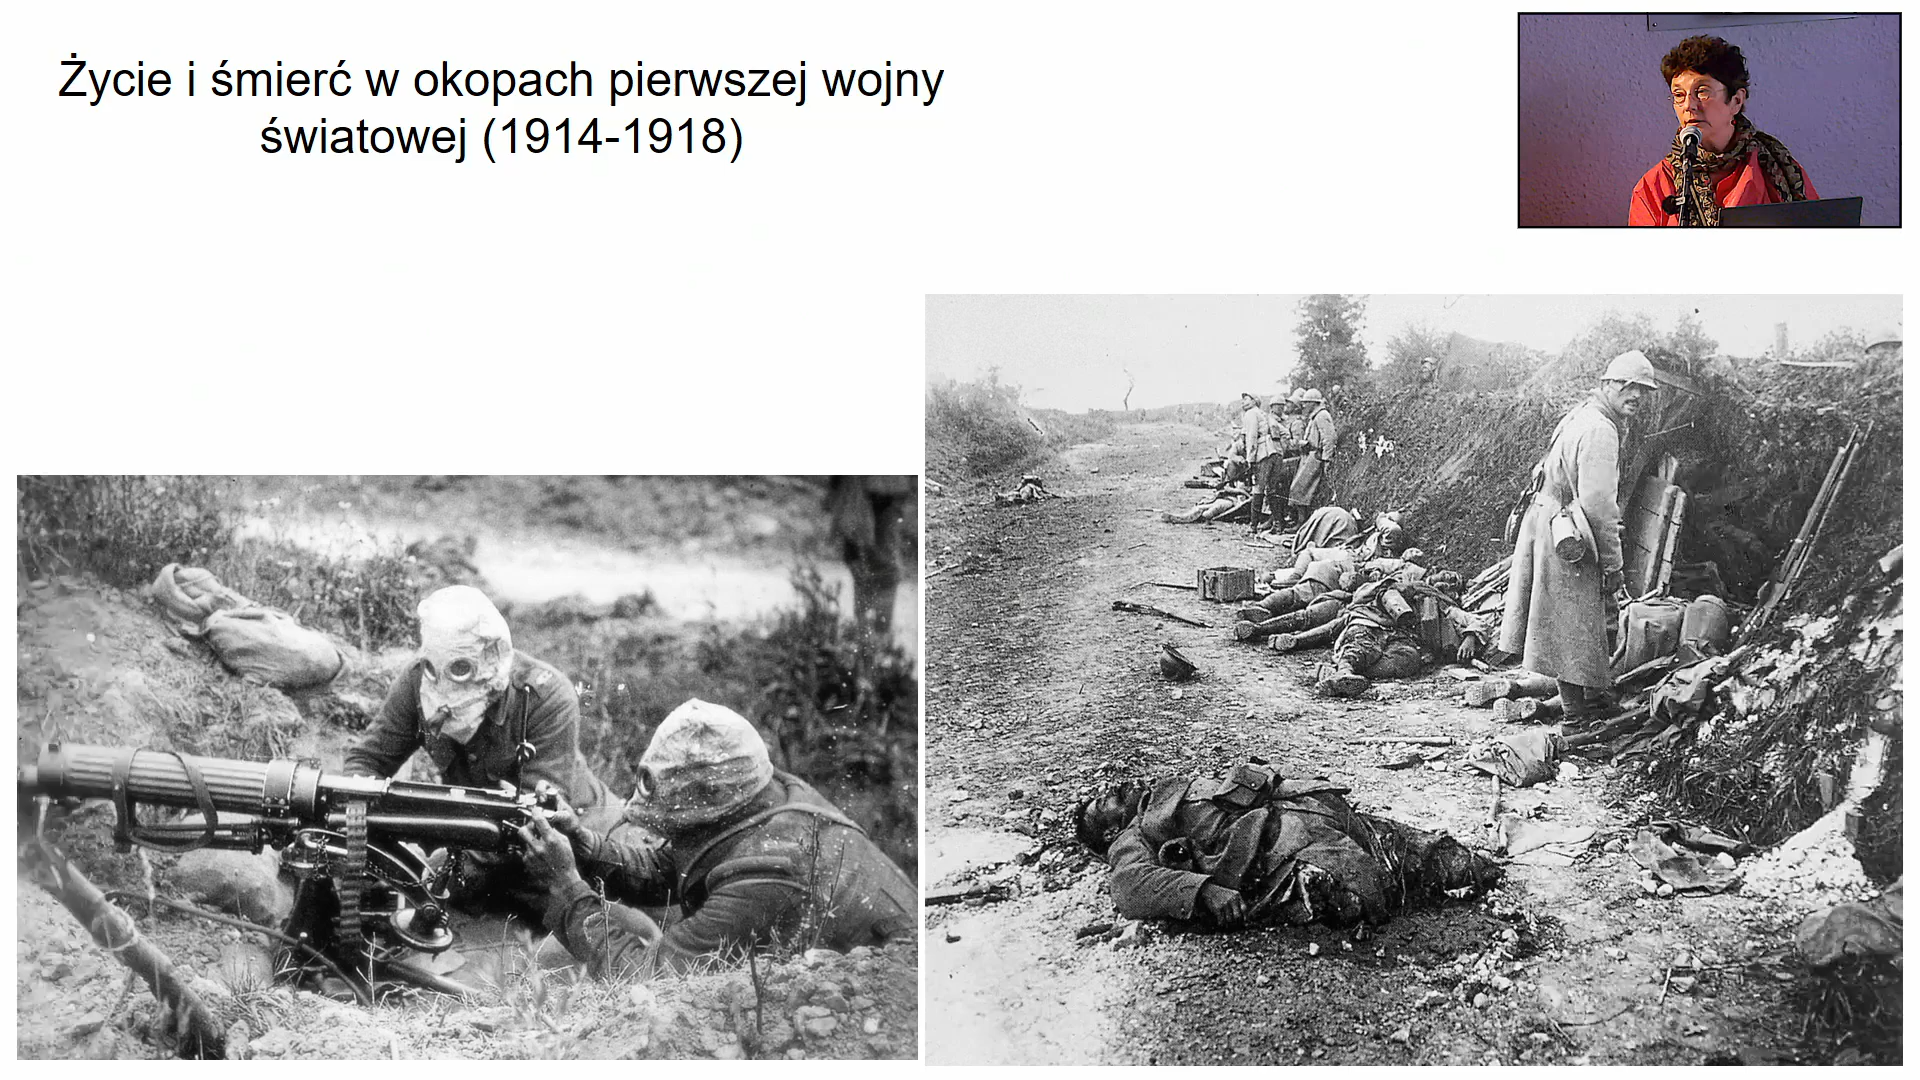 Życie i śmierć w okopach pierwszej wojny
światowej (1914-1918)